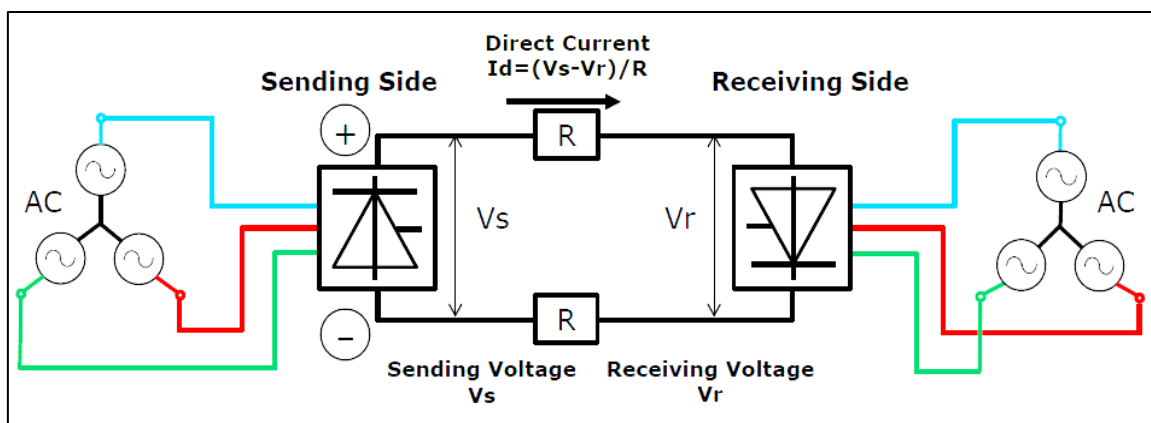 Direct Current
Id=(Vs-Vr)/R
Sending Side
Receiving Side
+
R
AC
Vs
Vr
AC
−
R
Sending Voltage
Vs
Receiving Voltage
Vr